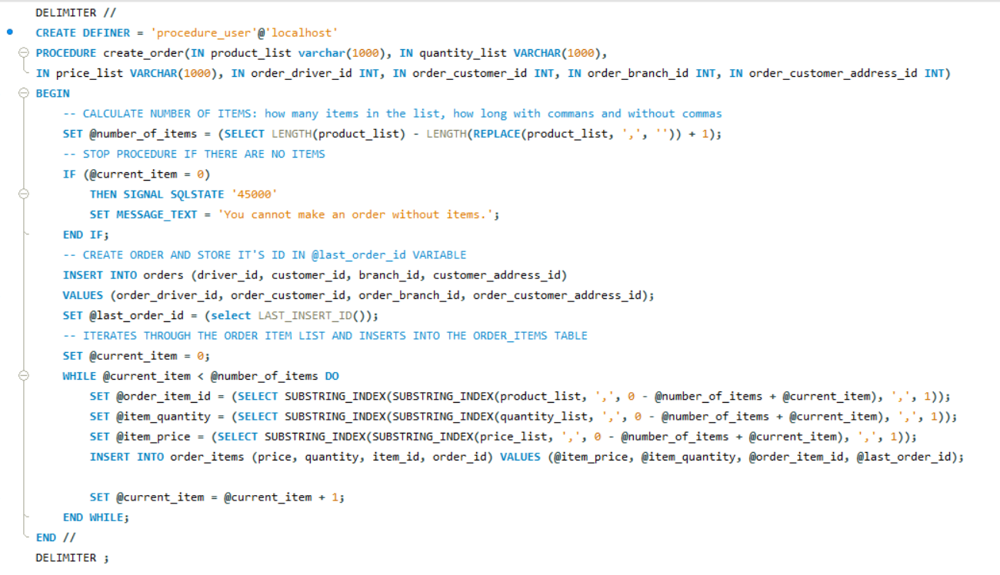 DELIMITER //
CREATE DEFINER = 'procedure_user'@'localhost'
PROCEDURE create_order(IN product_list varchar(1000), IN quantity_list VARCHAR(1000),
IN price_list VARCHAR(1000), IN order_driver_id INT, IN order_customer_id INT, IN order_branch_id INT, IN order_customer_address_id INT)
BEGIN
-- CALCULATE NUMBER OF ITEMS: how many items in the list, how long with commans and without commas
SET @number_of_items = (SELECT LENGTH(product_list) - LENGTH(REPLACE(product_list, ',', '')) + 1);
-- STOP PROCEDURE IF THERE ARE NO ITEMS
IF (@current_item = 0)
THEN SIGNAL SQLSTATE '45000'
SET MESSAGE_TEXT = 'You cannot make an order without items.';
END IF;
-- CREATE ORDER AND STORE IT'S ID IN @last_order_id VARIABLE
INSERT INTO orders (driver_id, customer_id, branch_id, customer_address_id)
VALUES (order_driver_id, order_customer_id, order_branch_id, order_customer_address_id);
SET @last_order_id = (select LAST_INSERT_ID());
-- ITERATES THROUGH THE ORDER ITEM LIST AND INSERTS INTO THE ORDER_ITEMS TABLE
SET @current_item = 0;
WHILE @current_item < @number_of_items DO
SET @order_item_id = (SELECT SUBSTRING_INDEX(SUBSTRING_INDEX(product_list, ',', 0 - @number_of_items + @current_item), ',', 1));
SET @item_quantity = (SELECT SUBSTRING_INDEX(SUBSTRING_INDEX(quantity_list, ',', 0 - @number_of_items + @current_item), ',', 1));
SET @item_price = (SELECT SUBSTRING_INDEX(SUBSTRING_INDEX(price_list, ',', 0 - @number_of_items + @current_item), ',', 1));
INSERT INTO order_items (price, quantity, item_id, order_id) VALUES (@item_price, @item_quantity, @order_item_id, @last_order_id);
SET @current_item = @current_item + 1;
END WHILE;
END //
DELIMITER ;